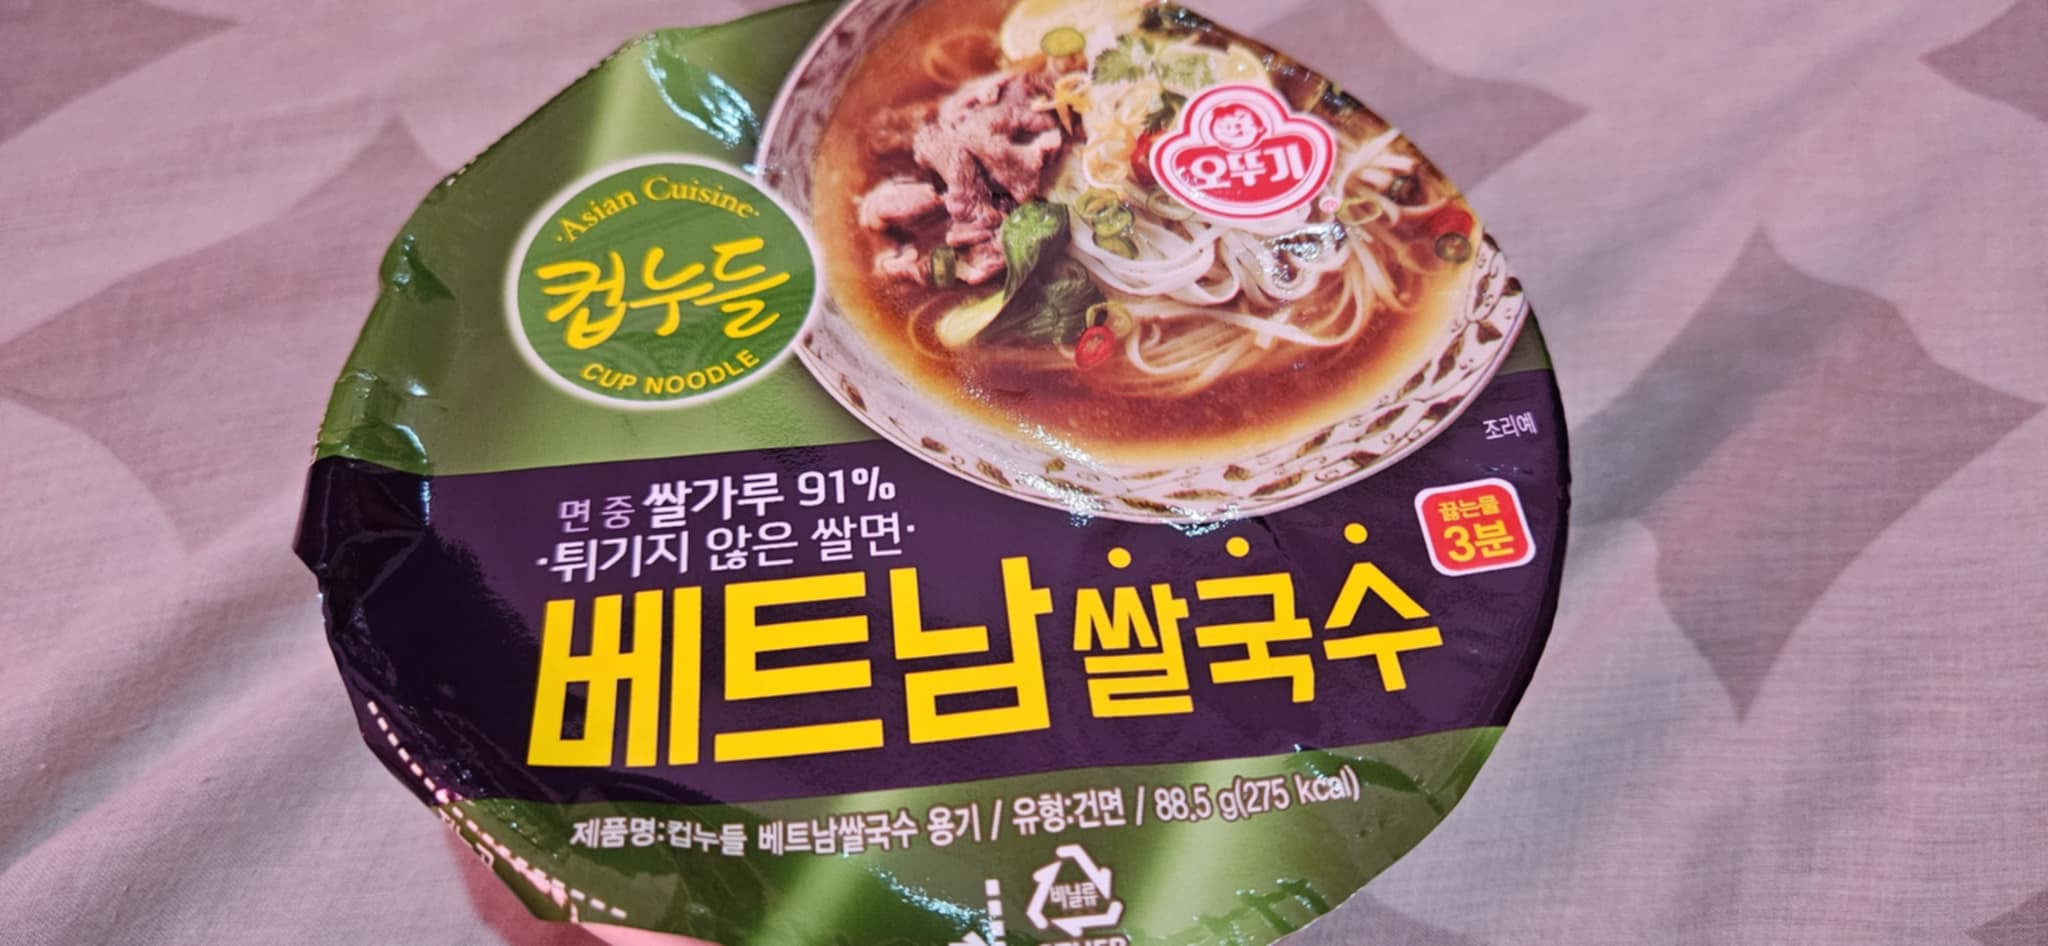 오뚜기
Asian Cuisine
컵누들
CUP NOODLE
조리예
면 중 쌀가루 91%
·튀기지 않은 쌀면·
끓는물
3분
베트남쌀국수
제품명:컵누들 베트남쌀국수 용기 / 유형:건면 / 88.5 g(275 kcal)
비닐류
OTHER